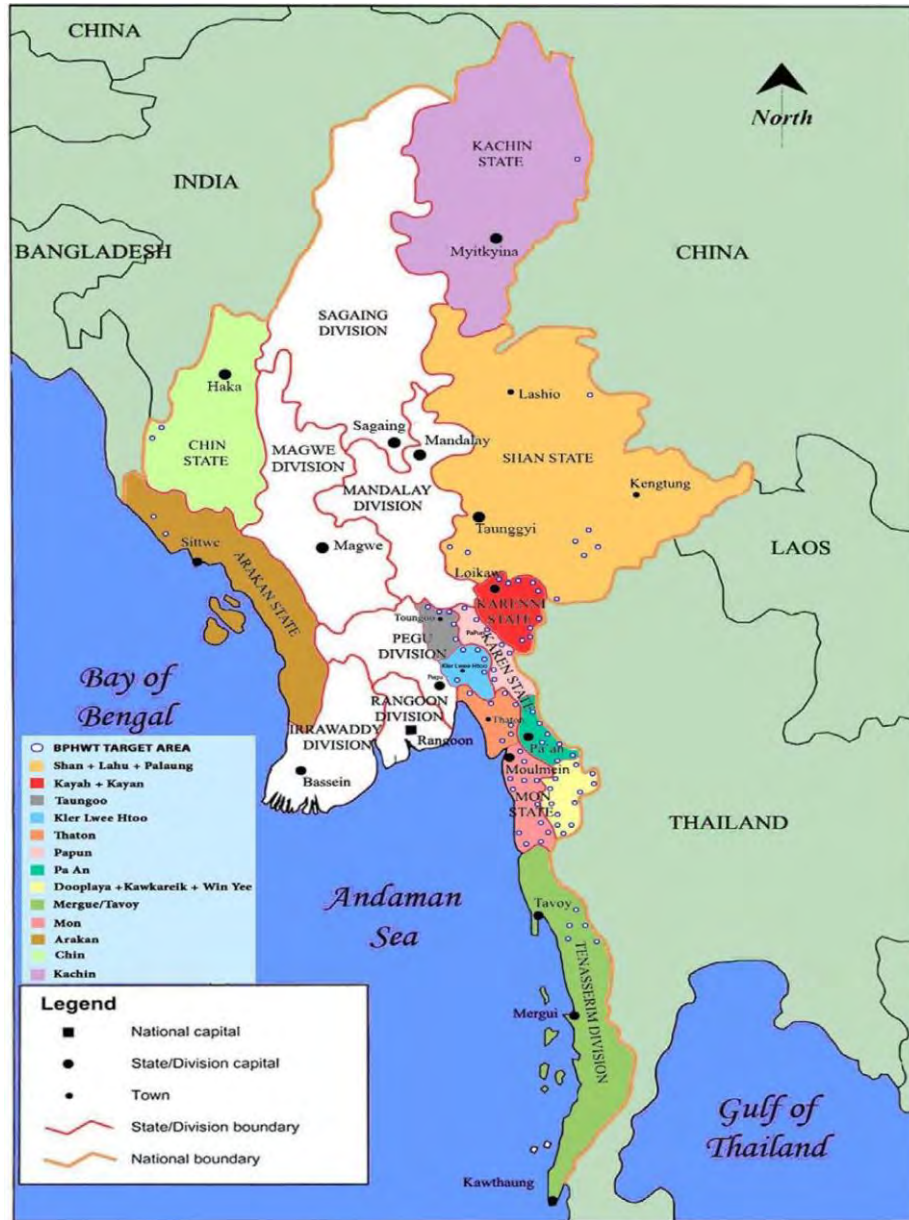 CHINA
North
KACHIN
STATE
INDIA
BANGLADESH
Myitkyina
CHINA
SAGAING
DIVISION
Haka
Lashio
CHIN
STATE
Sagaing
Mandalay
MAGWE
DIVISION
SHAN STATE
MANDALAY
DIVISION
Kengtung
Taunggyi
Sittwe
Magwe
LAOS
ARAKAN STATE
Loikaw
KARENNI
STATE
Toungoo
Papun
PEGU
DIVISION
KAREN STATE
Kler Lwee Htoo
Pegu
Bay of
Bengal
RANGOON
DIVISION
IRRAWADDY
DIVISION
Rangoon
Thaton
Pa'an
Bassein
Moulmein
MON
STATE
THAILAND
BPHWT TARGET AREA
Shan + Lahu + Palaung
Kayah + Kayan
Taungoo
Kler Lwee Htoo
Thaton
Papun
Pa An
Dooplaya +Kawkareik + Win Yee
Mergue/Tavoy
Mon
Arakan
Chin
Kachin
Andaman
Sea
Tavoy
TENASSERIM DIVISION
Mergui
Kawthaung
Gulf of
Thailand
Legend
National capital
State/Division capital
Town
State/Division boundary
National boundary